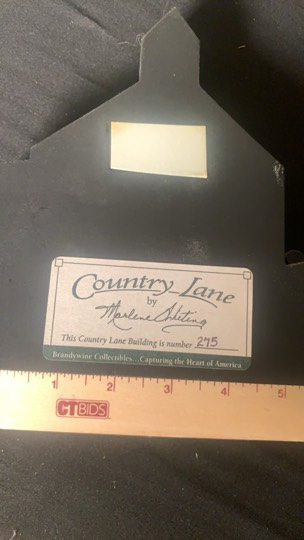 Country Lane
by
Marlene Whiting
This Country Lane Building is number 275
Brandywine Collectibles...Capturing the Heart of America
1 2 3 4 5
CTBIDS